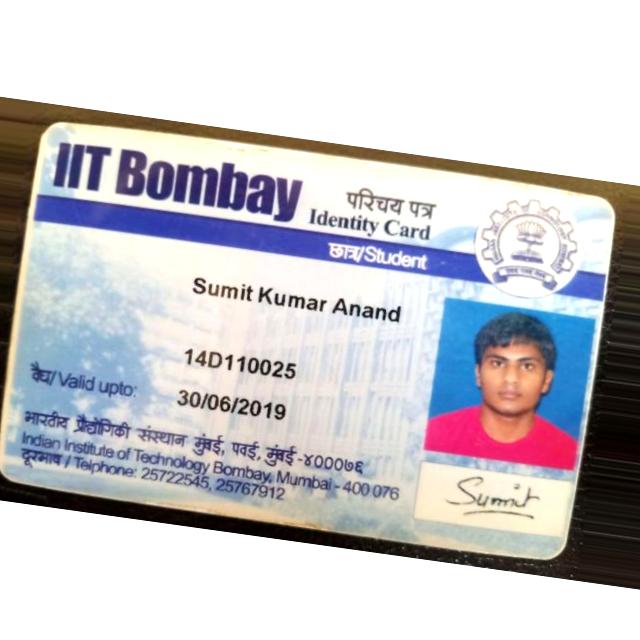 IIT Bombay
परिचय पत्र
Identity Card
छात्र/Student
Sumit Kumar Anand
14D110025
वैध/Valid upto:
30/06/2019
भारतीय प्रौद्योगिकी संस्थान मुंबई, पवई, मुंबई -४०००७६
Indian Institute of Technology Bombay, Mumbai - 400 076
दूरभाष / Telphone: 25722545, 25767912
Sumit